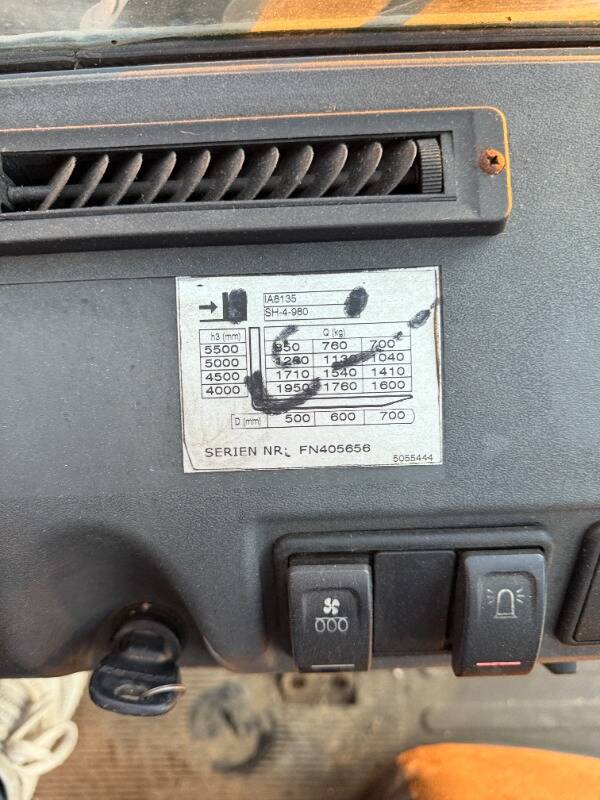 IA8135
SH-4-980
h3 (mm) Q (kg)
5500 950 760 700
5000 1280 1130 1040
4500 1710 1540 1410
4000 1950 1760 1600
D (mm) 500 600 700
SERIEN NR: FN405656
5055444